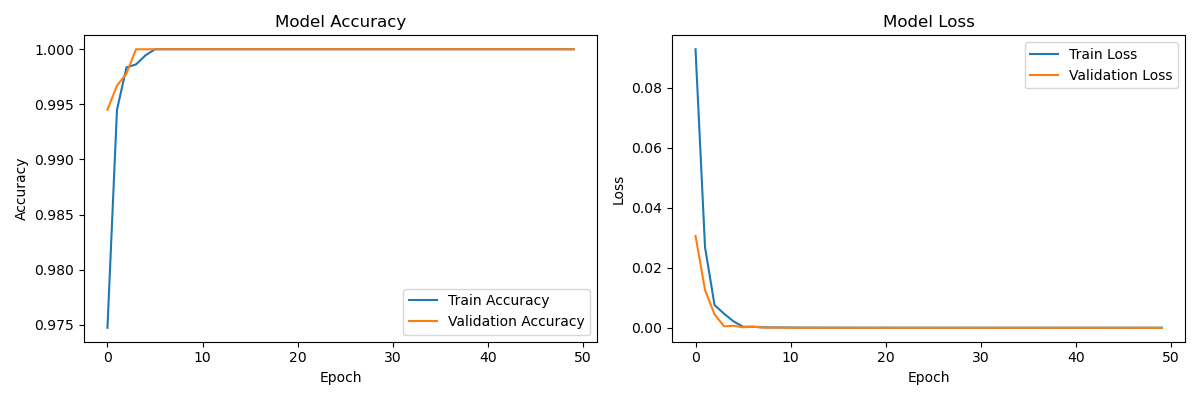 Model Accuracy
1.000
0.995
0.990
0.985
0.980
0.975
Accuracy
0 10 20 30 40 50
Epoch
Train Accuracy
Validation Accuracy
Model Loss
0.08
0.06
0.04
0.02
0.00
Loss
0 10 20 30 40 50
Epoch
Train Loss
Validation Loss